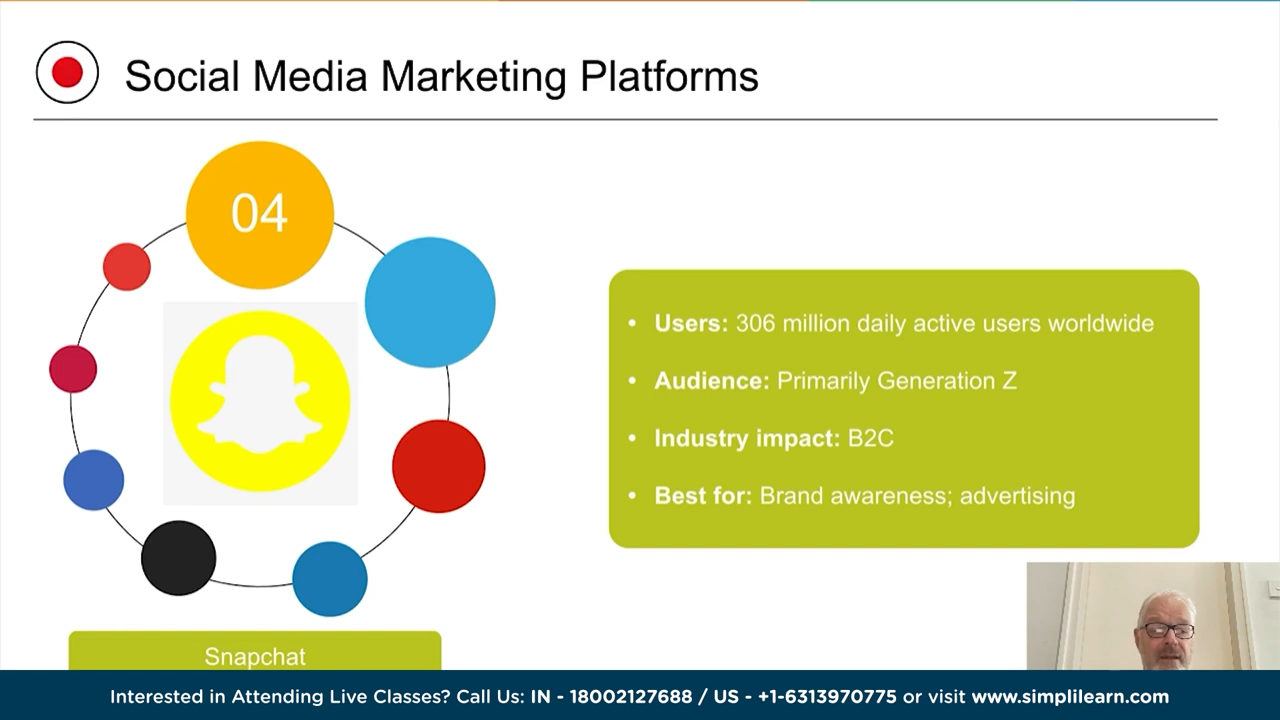 Social Media Marketing Platforms
04
• Users: 306 million daily active users worldwide
• Audience: Primarily Generation Z
• Industry impact: B2C
• Best for: Brand awareness; advertising
Snapchat
Interested in Attending Live Classes? Call Us: IN - 18002127688 / US - +1-6313970775 or visit www.simplilearn.com